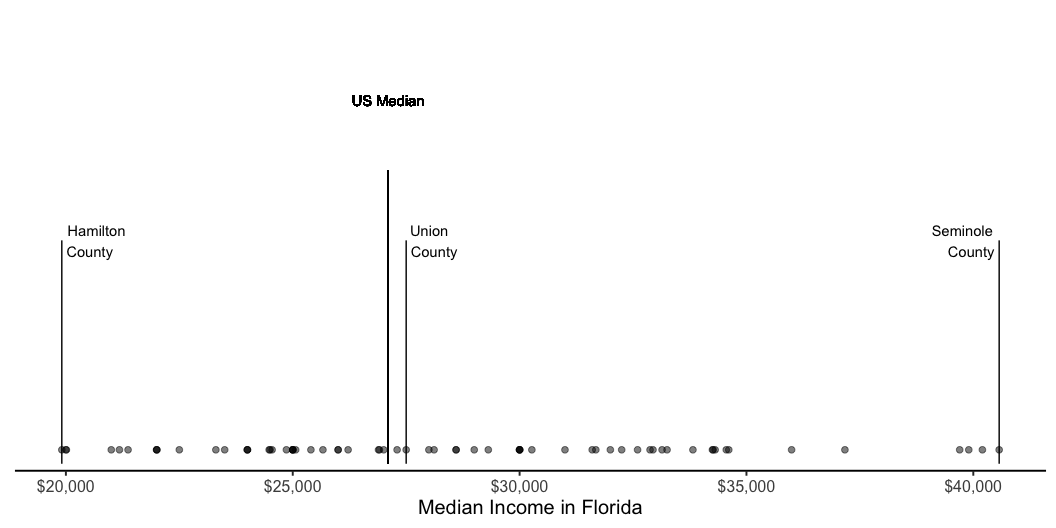 US Median
Hamilton
County
Union
County
Seminole
County
$20,000
$25,000
$30,000
$35,000
$40,000
Median Income in Florida